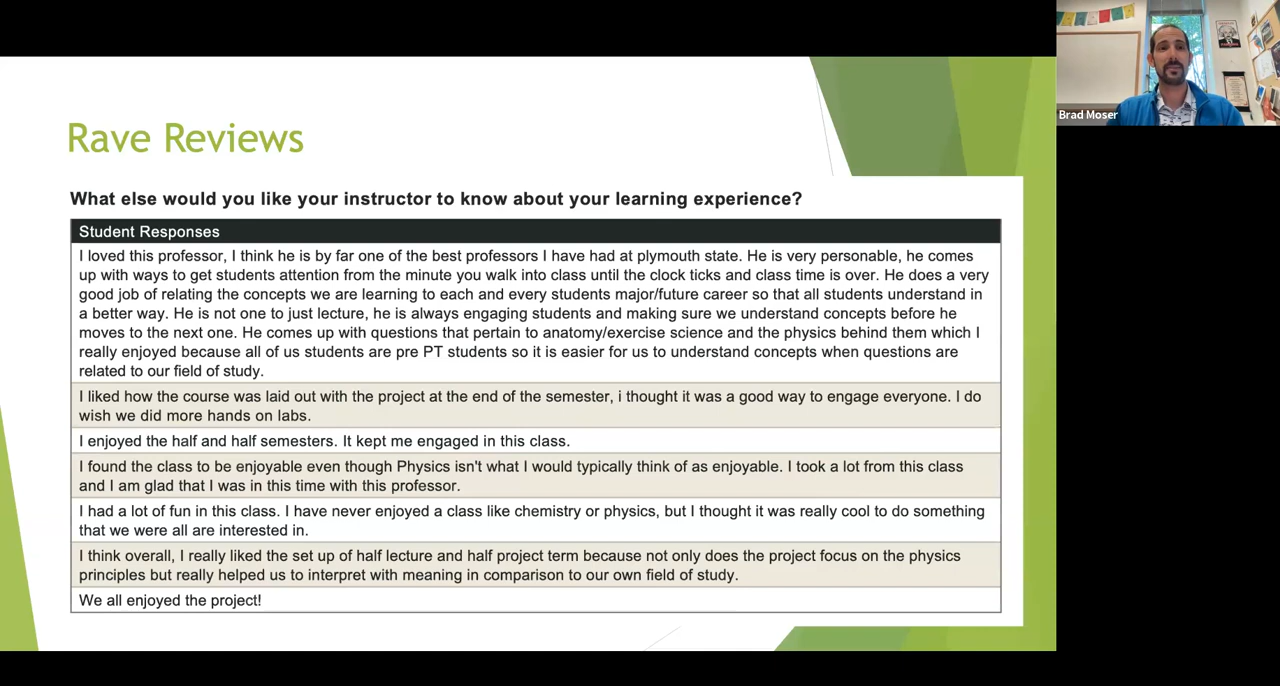 Rave Reviews
What else would you like your instructor to know about your learning experience?
Student Responses
I loved this professor, I think he is by far one of the best professors I have had at plymouth state. He is very personable, he comes
up with ways to get students attention from the minute you walk into class until the clock ticks and class time is over. He does a very
good job of relating the concepts we are learning to each and every students major/future career so that all students understand in
a better way. He is not one to just lecture, he is always engaging students and making sure we understand concepts before he
moves to the next one. He comes up with questions that pertain to anatomy/exercise science and the physics behind them which I
really enjoyed because all of us students are pre PT students so it is easier for us to understand concepts when questions are
related to our field of study.
I liked how the course was laid out with the project at the end of the semester, i thought it was a good way to engage everyone. I do
wish we did more hands on labs.
I enjoyed the half and half semesters. It kept me engaged in this class.
I found the class to be enjoyable even though Physics isn't what I would typically think of as enjoyable. I took a lot from this class
and I am glad that I was in this time with this professor.
I had a lot of fun in this class. I have never enjoyed a class like chemistry or physics, but I thought it was really cool to do something
that we were all are interested in.
I think overall, I really liked the set up of half lecture and half project term because not only does the project focus on the physics
principles but really helped us to interpret with meaning in comparison to our own field of study.
We all enjoyed the project!
Brad Moser